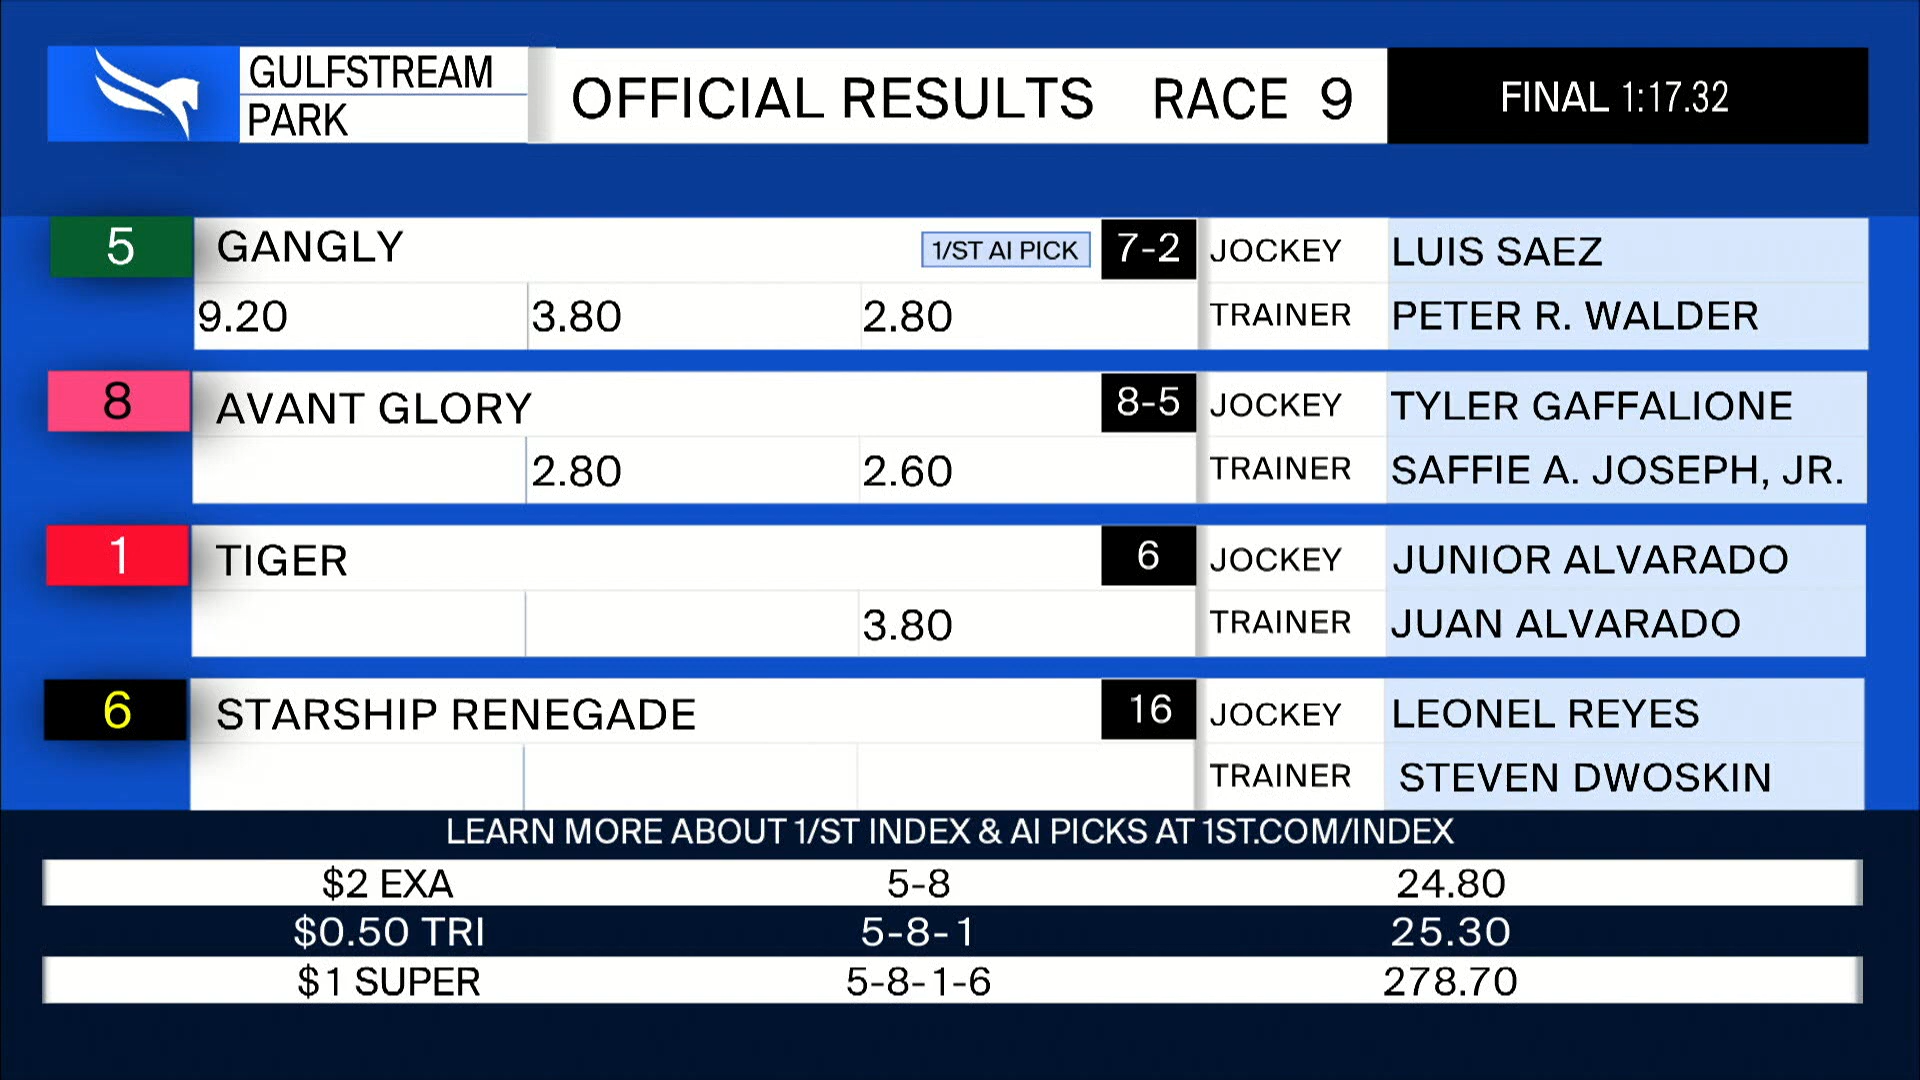 GULFSTREAM
PARK
OFFICIAL RESULTS RACE 9
FINAL 1:17.32
5 GANGLY 1/ST AI PICK 7-2 JOCKEY LUIS SAEZ
9.20 3.80 2.80 TRAINER PETER R. WALDER
8 AVANT GLORY 8-5 JOCKEY TYLER GAFFALIONE
2.80 2.60 TRAINER SAFFIE A. JOSEPH, JR.
1 TIGER 6 JOCKEY JUNIOR ALVARADO
3.80 TRAINER JUAN ALVARADO
6 STARSHIP RENEGADE 16 JOCKEY LEONEL REYES
TRAINER STEVEN DWOSKIN
LEARN MORE ABOUT 1/ST INDEX & AI PICKS AT 1ST.COM/INDEX
$2 EXA 5-8 24.80
$0.50 TRI 5-8-1 25.30
$1 SUPER 5-8-1-6 278.70